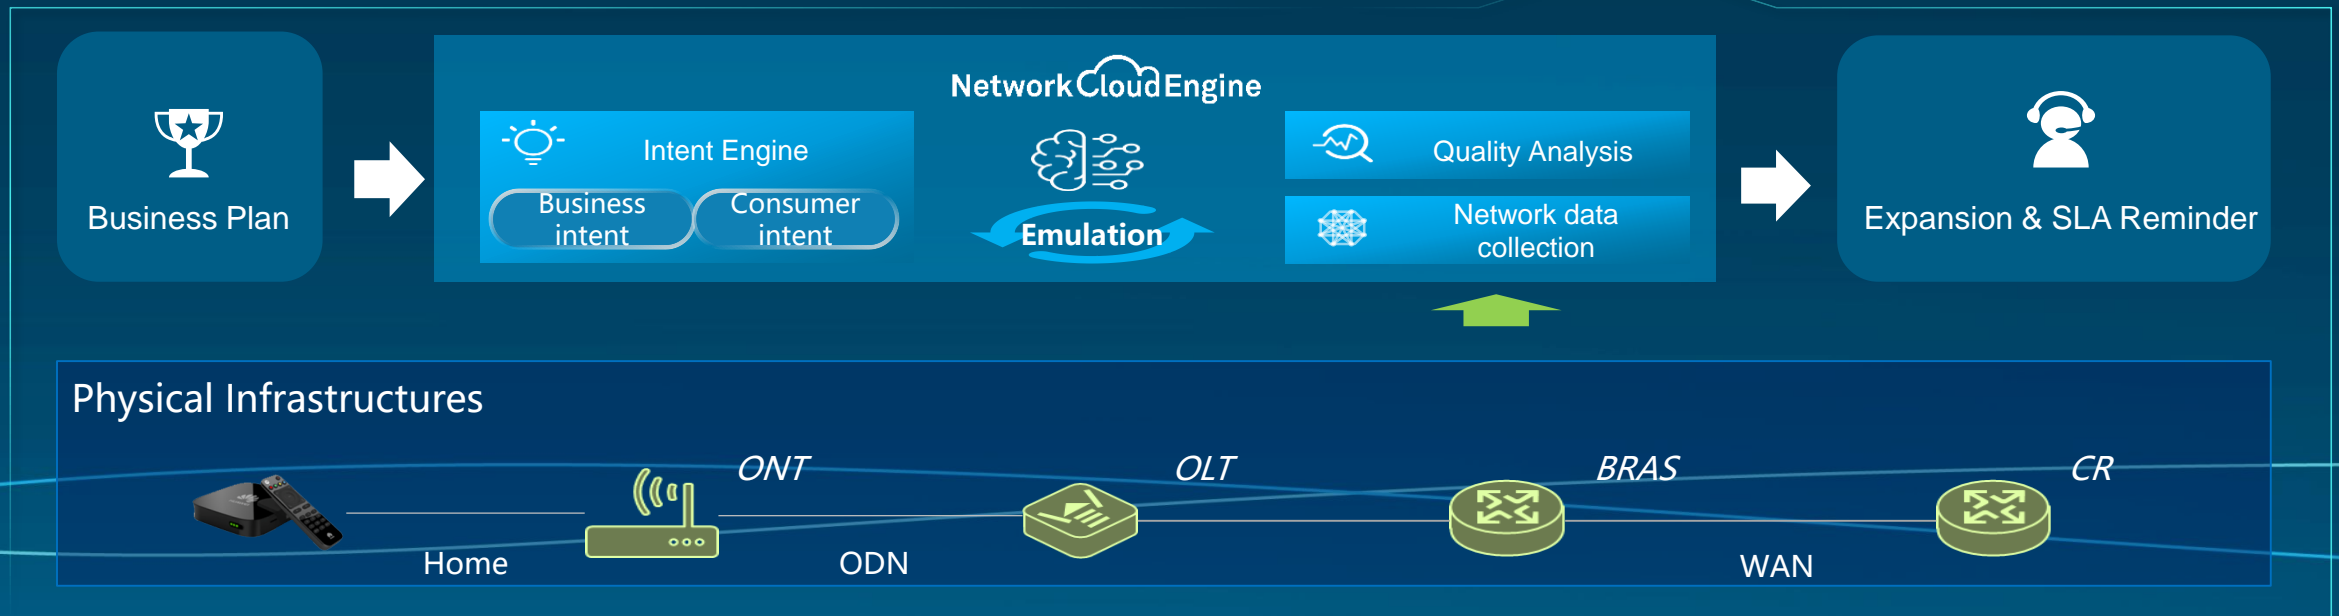 NetworkCloudEngine
Business Plan
Intent Engine
Business
intent
Consumer
intent
Emulation
Quality Analysis
Network data
collection
Expansion & SLA Reminder
Physical Infrastructures
ONT
OLT
BRAS
CR
Home
ODN
WAN